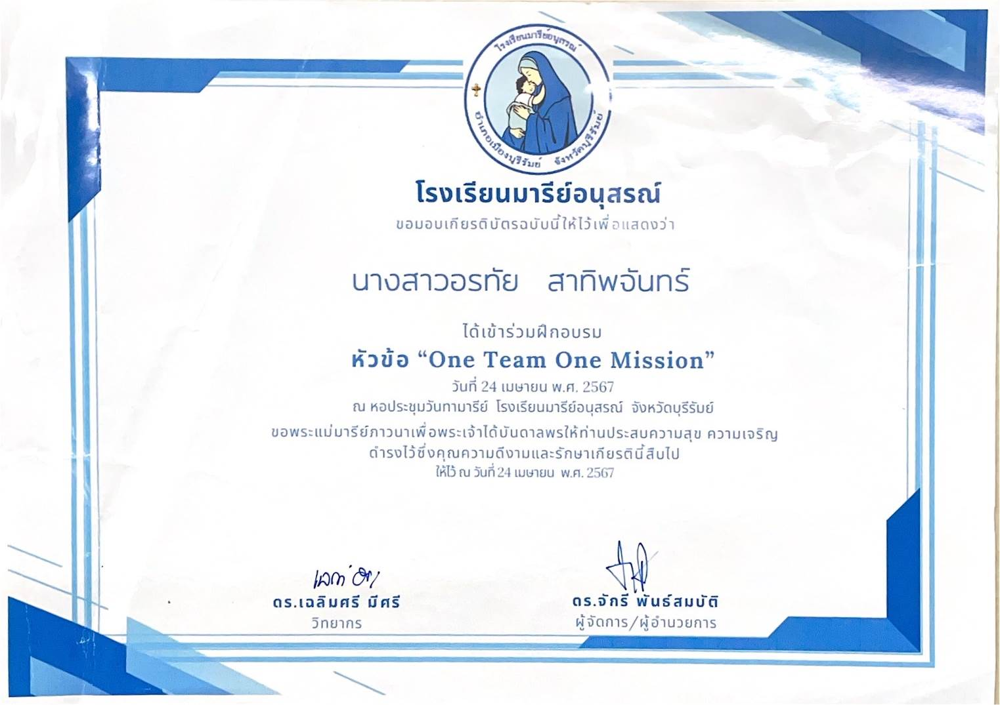 โรงเรียนมารีย์อนุสรณ์
อำเภอเมืองบุรีรัมย์ จังหวัดบุรีรัมย์
โรงเรียนมารีย์อนุสรณ์
ขอมอบเกียรติบัตรฉบับนี้ให้ไว้เพื่อแสดงว่า
นางสาวอรทัย สาทิพจันทร์
ได้เข้าร่วมฝึกอบรม
หัวข้อ “One Team One Mission”
วันที่ 24 เมษายน พ.ศ. 2567
ณ หอประชุมวันทามารีย์ โรงเรียนมารีย์อนุสรณ์ จังหวัดบุรีรัมย์
ขอพระแม่มารีย์ภาวนาเพื่อพระเจ้าได้บันดาลพรให้ท่านประสบความสุข ความเจริญ
ดำรงไว้ซึ่งคุณความดีงามและรักษาเกียรตินี้สืบไป
ให้ไว้ ณ วันที่ 24 เมษายน พ.ศ. 2567
ดร.เฉลิมศรี มีศรี
วิทยากร
ดร.จักรี พันธ์สมบัติ
ผู้จัดการ/ผู้อำนวยการ